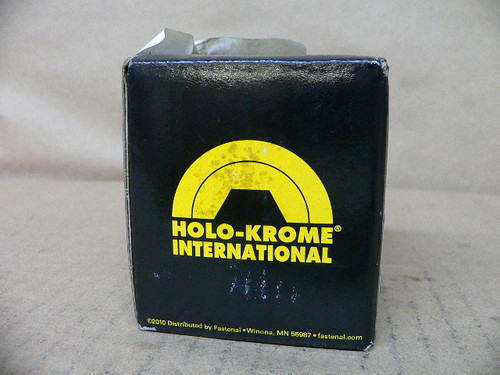 HOLO-KROME®
INTERNATIONAL
©2010 Distributed by Fastenal • Winona, MN 55987 • fastenal.com